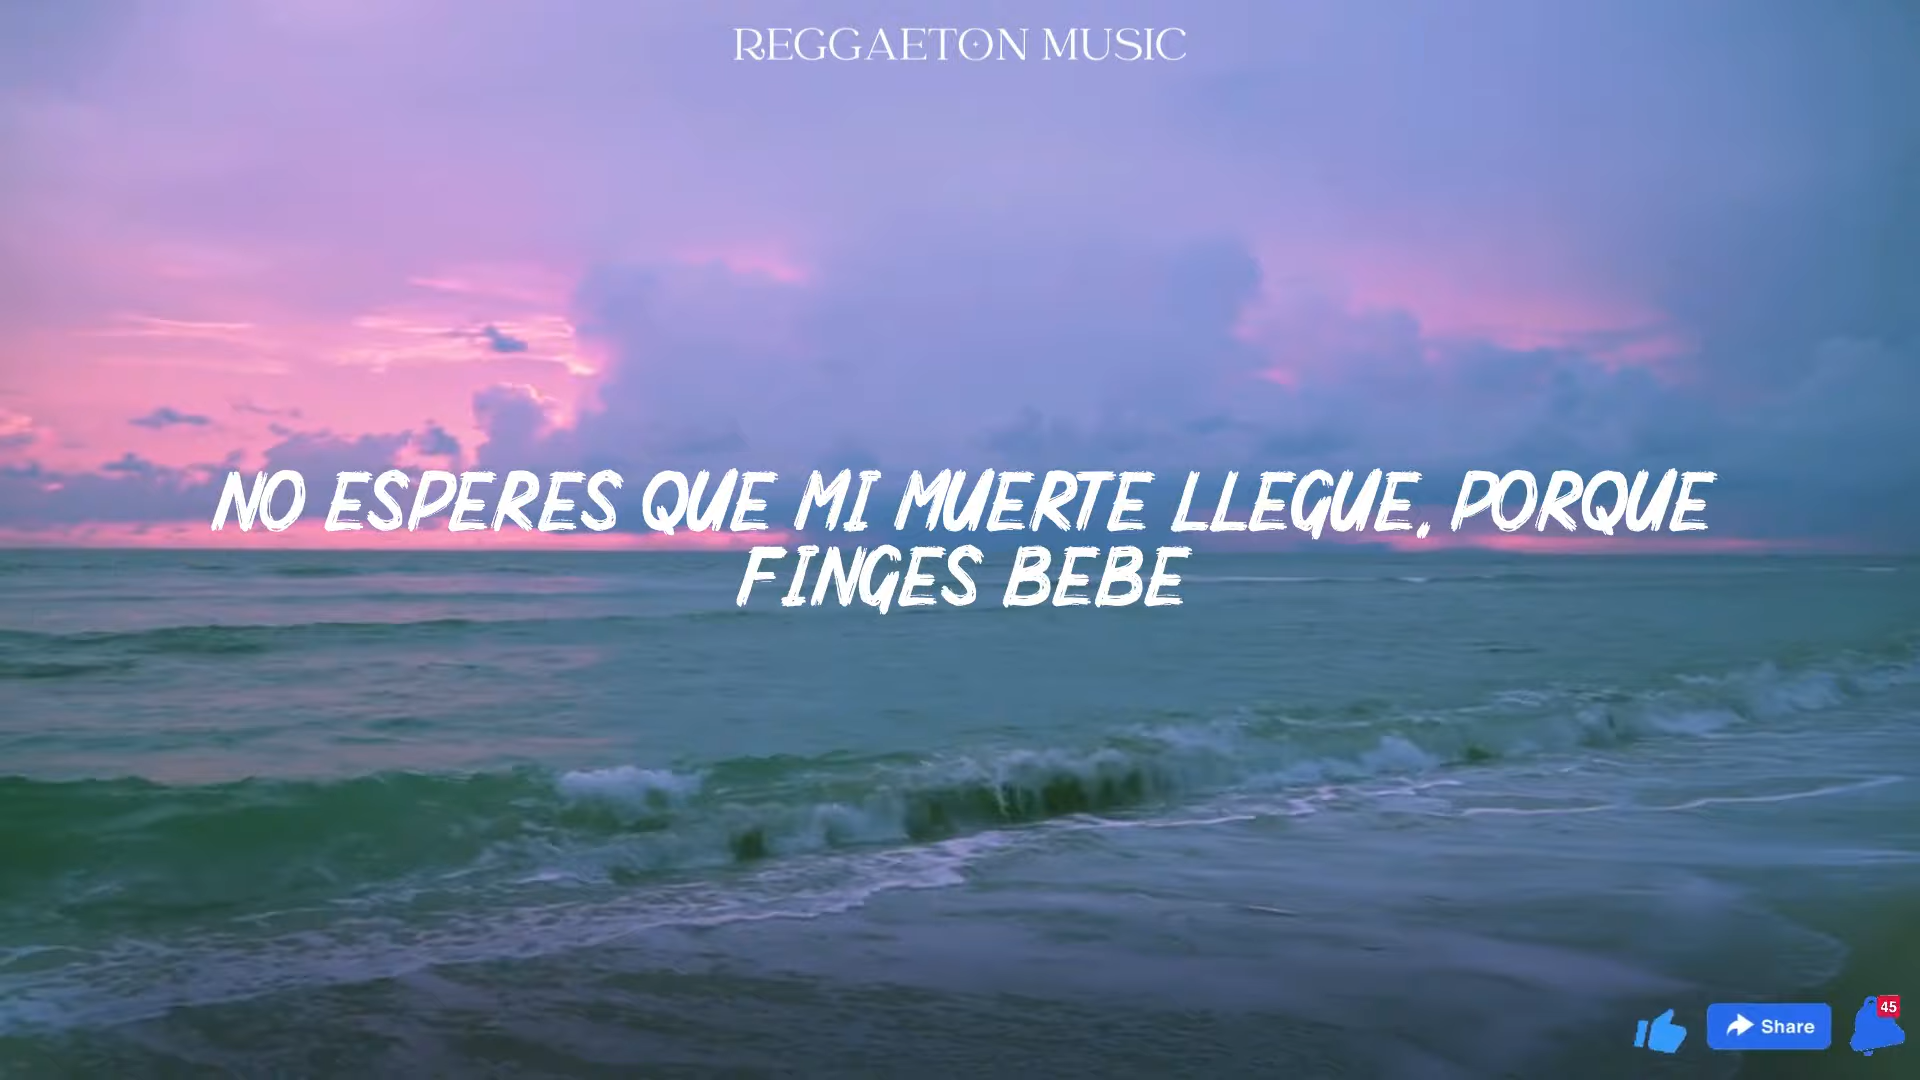 REGGAETON MUSIC
NO ESPERES QUE MI MUERTE LLEGUE, PORQUE
FINGES BEBE
Share
45